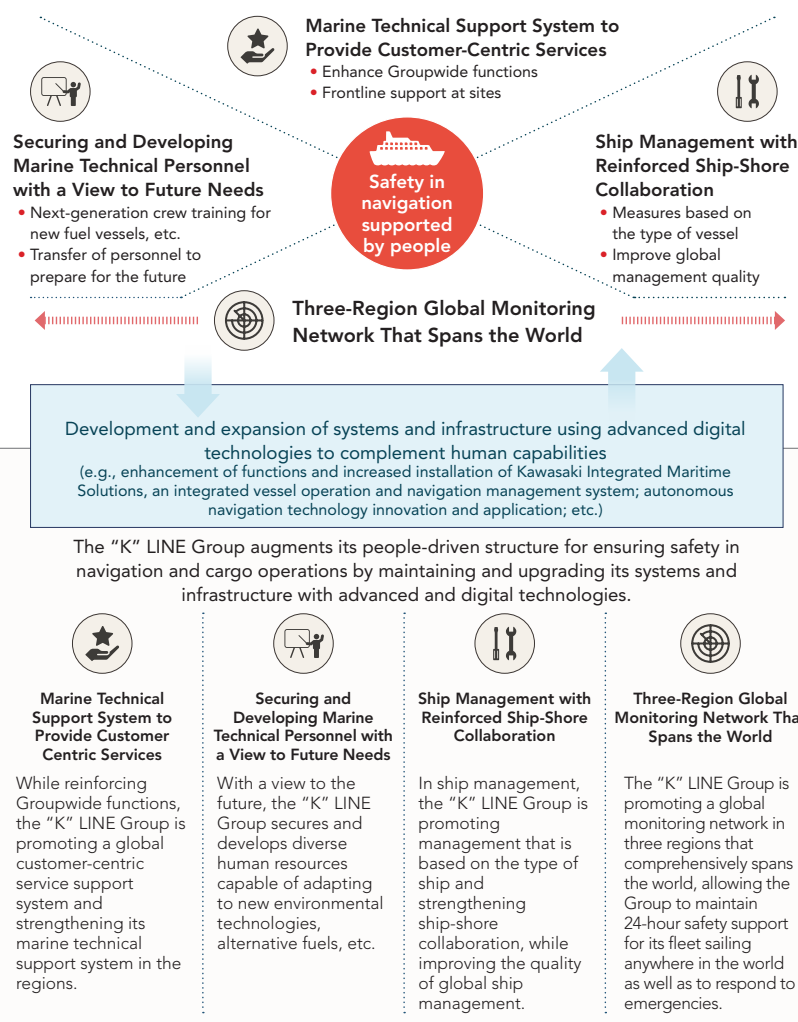 Marine Technical Support System to
Provide Customer-Centric Services
• Enhance Groupwide functions
• Frontline support at sites
Securing and Developing
Marine Technical Personnel
with a View to Future Needs
• Next-generation crew training for
new fuel vessels, etc.
• Transfer of personnel to
prepare for the future
Safety in
navigation
supported
by people
Ship Management with
Reinforced Ship-Shore
Collaboration
• Measures based on
the type of vessel
• Improve global
management quality
Three-Region Global Monitoring
Network That Spans the World
Development and expansion of systems and infrastructure using advanced digital
technologies to complement human capabilities
(e.g., enhancement of functions and increased installation of Kawasaki Integrated Maritime
Solutions, an integrated vessel operation and navigation management system; autonomous
navigation technology innovation and application; etc.)
The “K” LINE Group augments its people-driven structure for ensuring safety in
navigation and cargo operations by maintaining and upgrading its systems and
infrastructure with advanced and digital technologies.
Marine Technical
Support System to
Provide Customer
Centric Services
While reinforcing
Groupwide functions,
the “K” LINE Group is
promoting a global
customer-centric
service support
system and
strengthening its
marine technical
support system in the
regions.
Securing and
Developing Marine
Technical Personnel with
a View to Future Needs
With a view to the
future, the “K” LINE
Group secures and
develops diverse
human resources
capable of adapting
to new environmental
technologies,
alternative fuels, etc.
Ship Management with
Reinforced Ship-Shore
Collaboration
In ship management,
the “K” LINE Group is
promoting
management that is
based on the type of
ship and
strengthening
ship-shore
collaboration, while
improving the quality
of global ship
management.
Three-Region Global
Monitoring Network Tha
Spans the World
The “K” LINE Group is
promoting a global
monitoring network in
three regions that
comprehensively spans
the world, allowing the
Group to maintain
24-hour safety support
for its fleet sailing
anywhere in the world
as well as to respond to
emergencies.